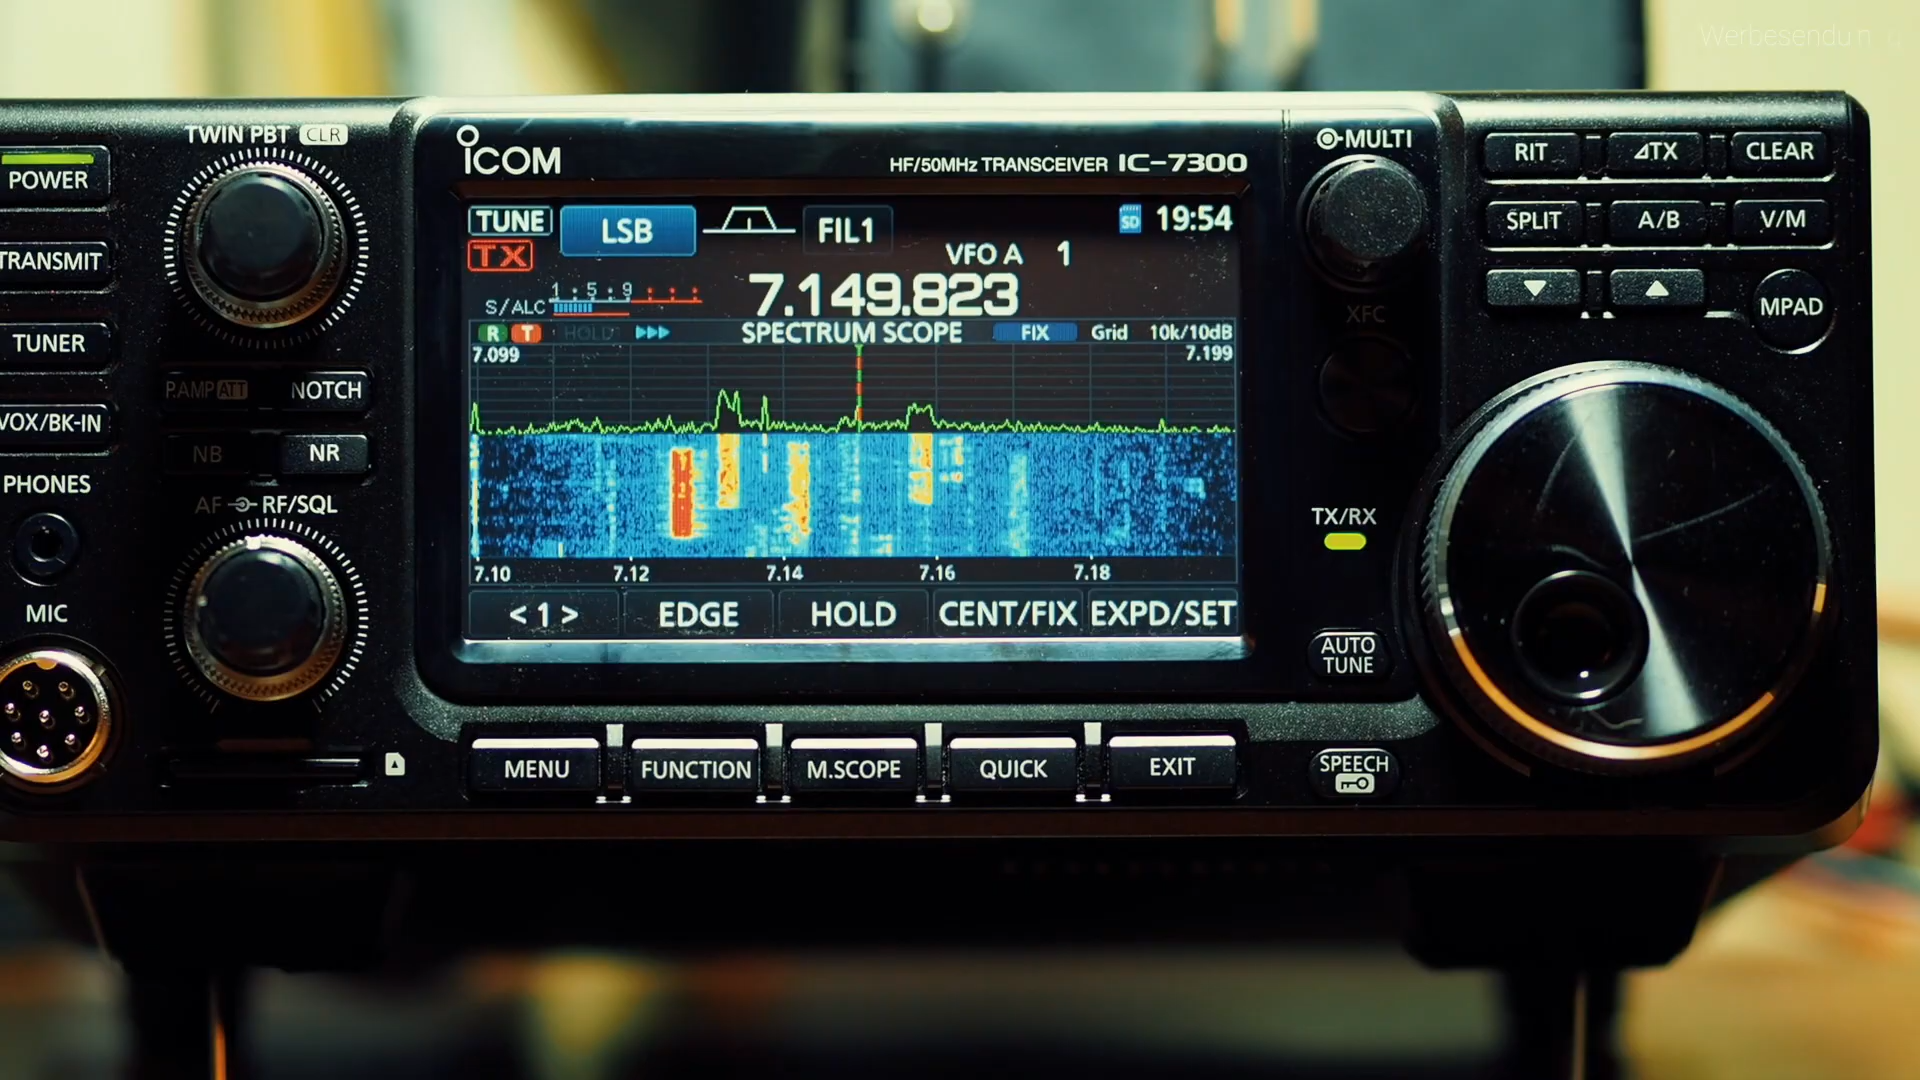 Werbesendung
TWIN PBT CLR
POWER
TRANSMIT
TUNER
VOX/BK-IN
PHONES
MIC
P.AMP ATT
NOTCH
NB
NR
AF RF/SQL
ICOM
HF/50MHz TRANSCEIVER IC-7300
TUNE
LSB
FIL1
SD
19:54
TX
VFO A 1
7.149.823
S/ALC
1 5 9
R T HOLD
SPECTRUM SCOPE
FIX
Grid
10k/10dB
7.099
7.199
7.10
7.12
7.14
7.16
7.18
< 1 >
EDGE
HOLD
CENT/FIX
EXPD/SET
MENU
FUNCTION
M.SCOPE
QUICK
EXIT
MULTI
XFC
TX/RX
AUTO
TUNE
SPEECH
RIT
⊿TX
CLEAR
SPLIT
A/B
V/M
MPAD